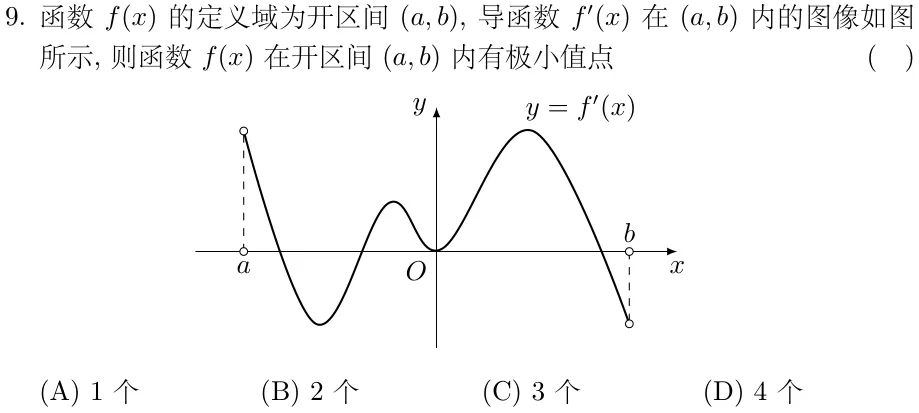 9. 函数 f(x) 的定义域为开区间 (a, b), 导函数 f′(x) 在 (a, b) 内的图像如图
所示, 则函数 f(x) 在开区间 (a, b) 内有极小值点 ( )
y
y = f′(x)
b
a
O
x
(A) 1 个 (B) 2 个 (C) 3 个 (D) 4 个